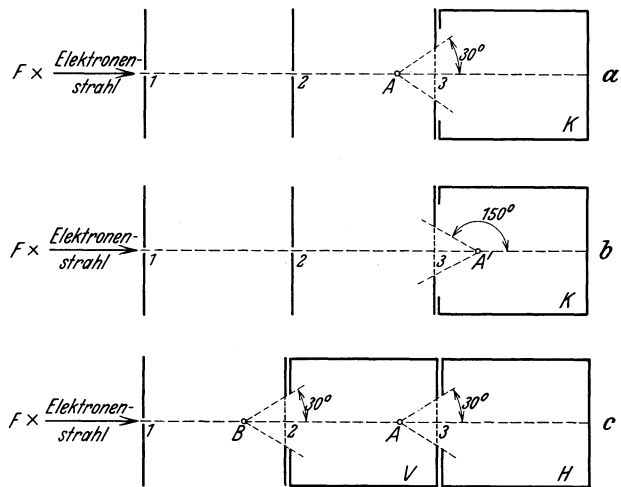 F × Elektronen-
strahl
1
2
A
3
30°
K
a
F × Elektronen-
strahl
1
2
3
A'
150°
K
b
F × Elektronen-
strahl
1
B
2
30°
A
V
3
30°
H
c